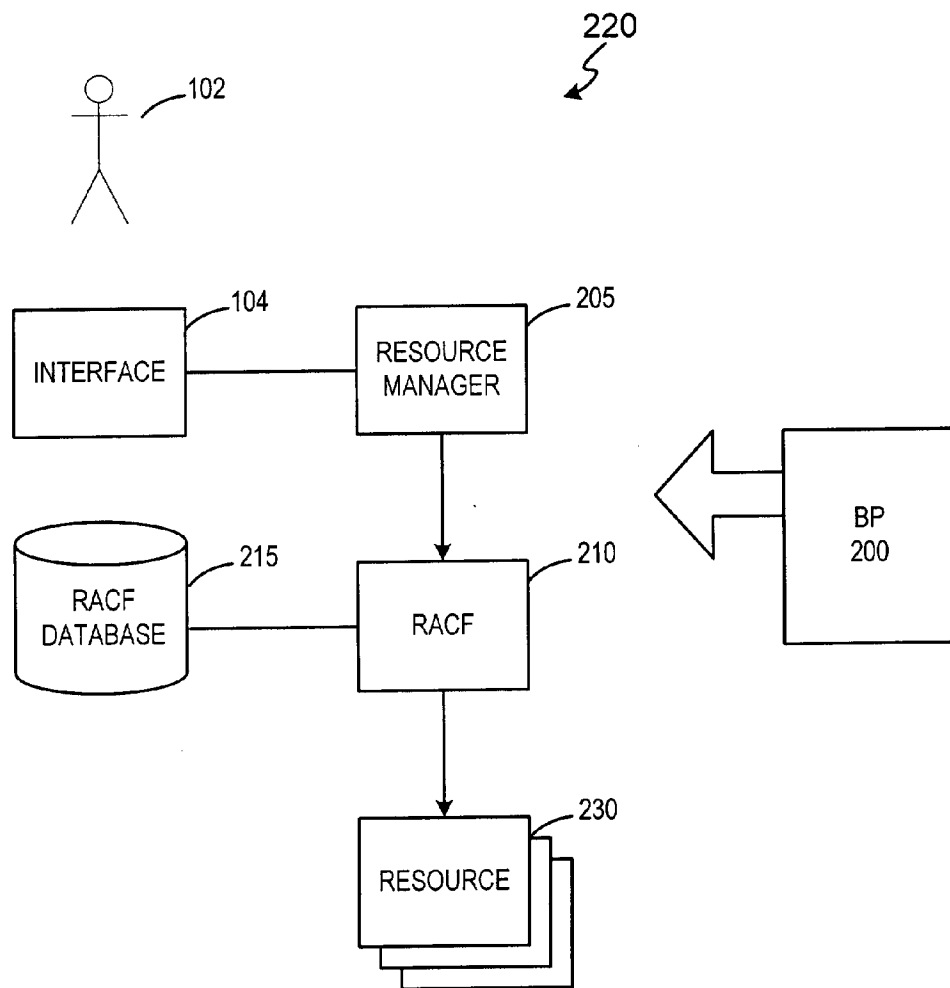 220
102
104
INTERFACE
205
RESOURCE
MANAGER
215
RACF
DATABASE
210
RACF
BP
200
230
RESOURCE